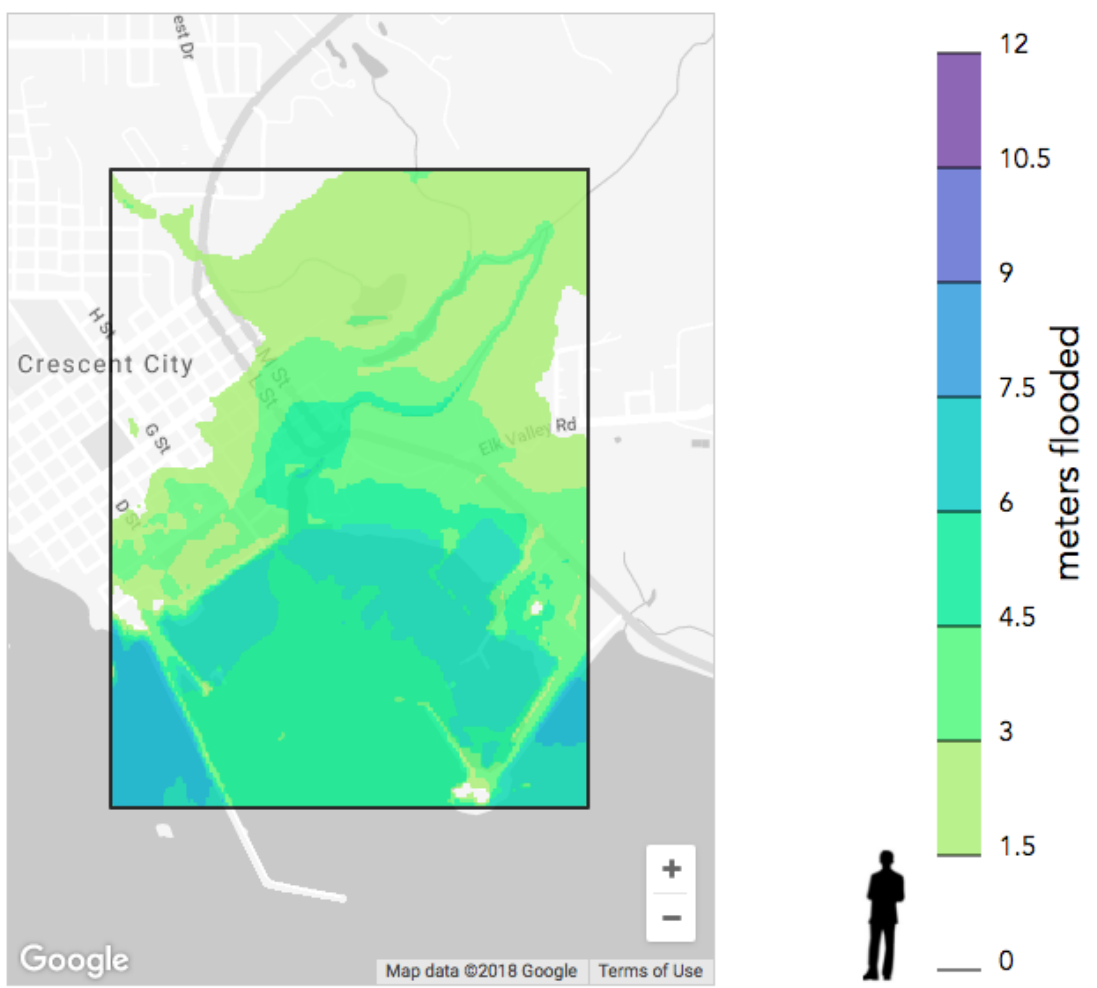 est Dr
H St
Crescent City
M St
L St
G St
Elk Valley Rd
D St
+
−
Google
Map data ©2018 Google
Terms of Use
12
10.5
9
7.5
6
4.5
3
1.5
0
meters flooded